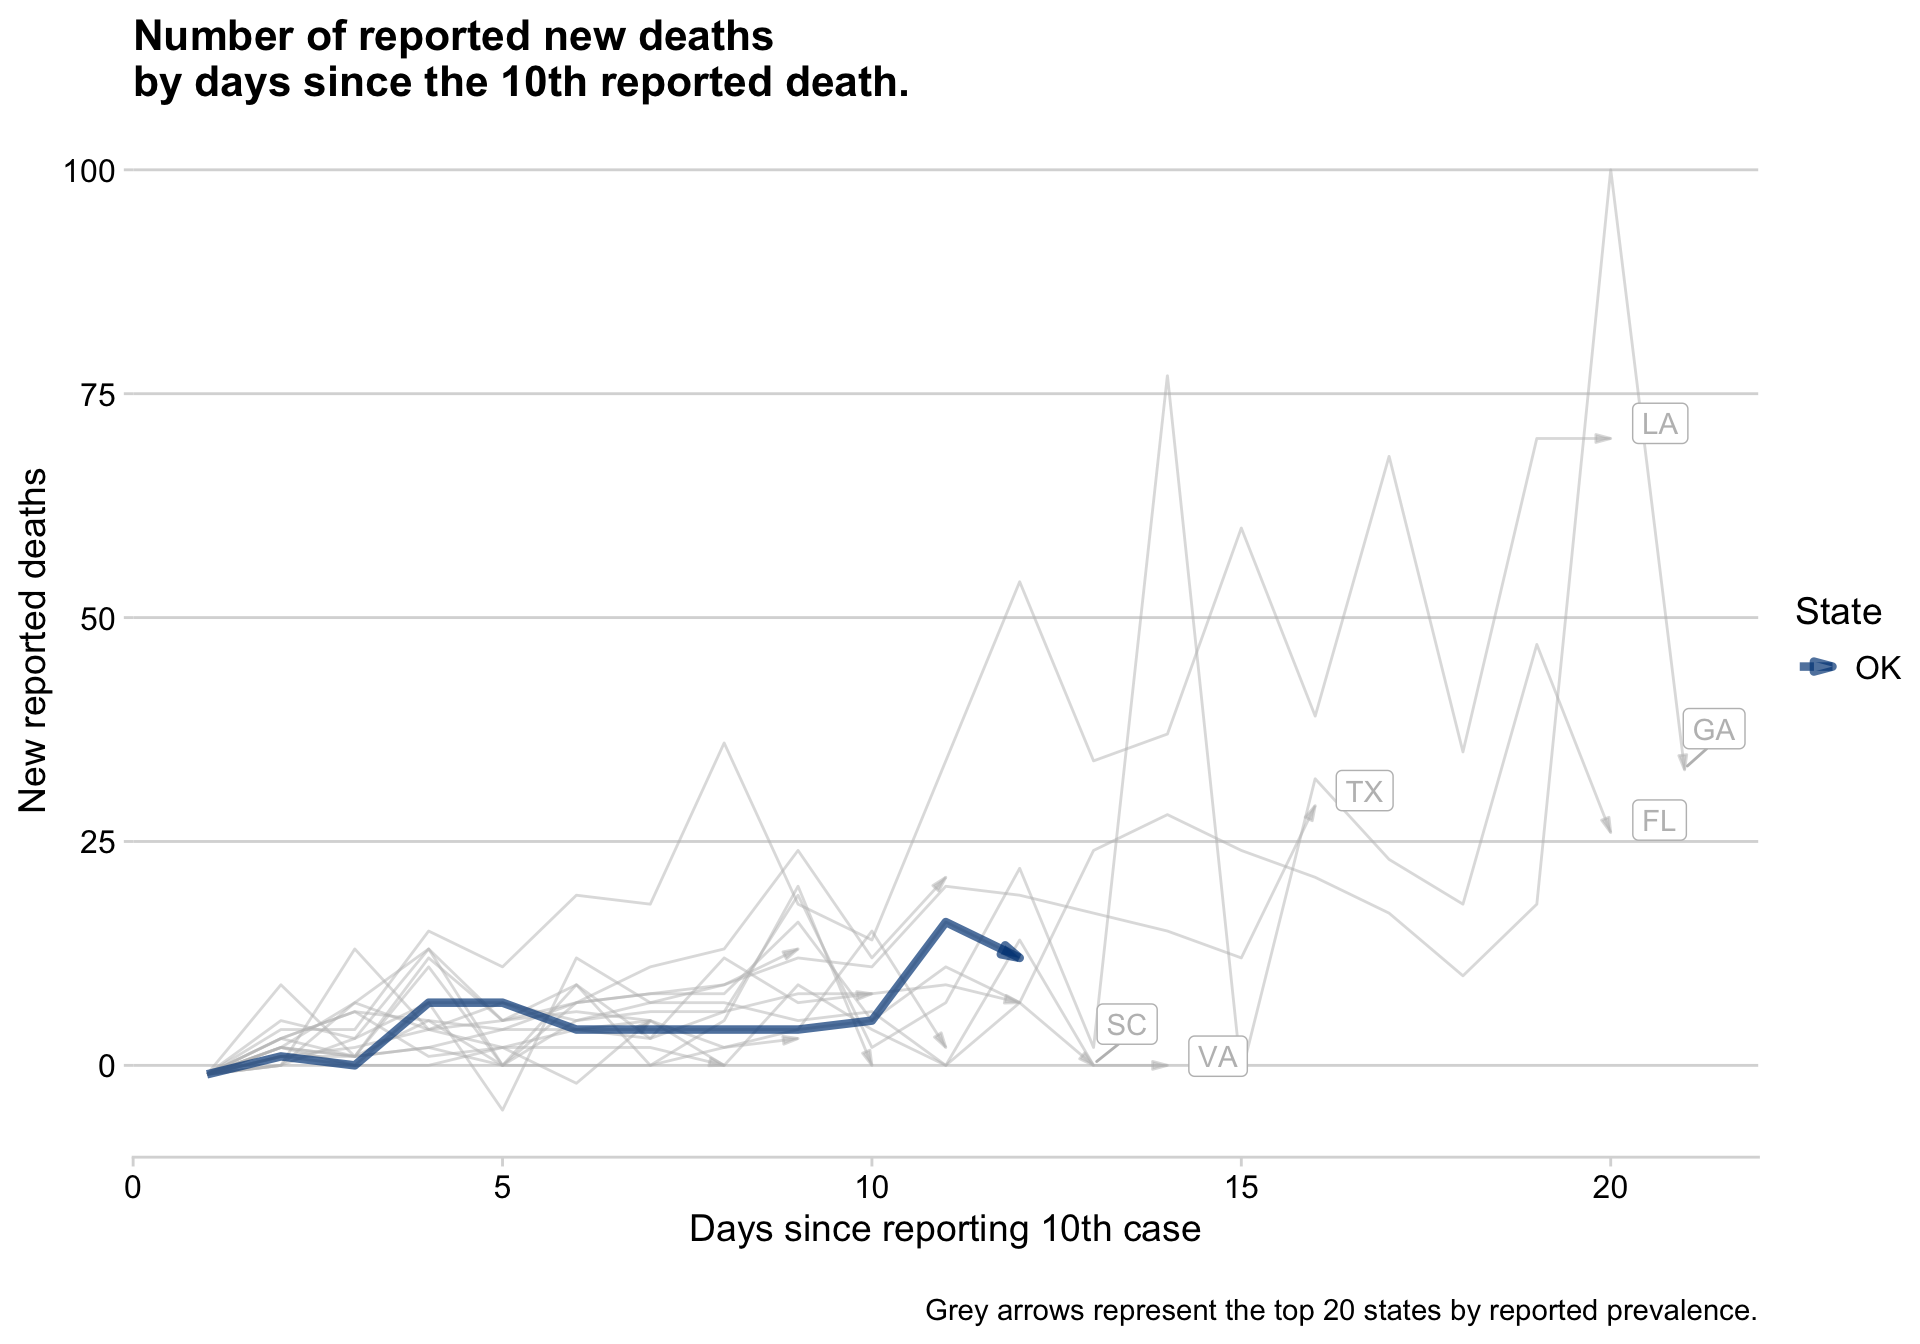 Number of reported new deaths
by days since the 10th reported death.
100
75
50
25
0
New reported deaths
LA
GA
TX
FL
SC
VA
State
OK
0 5 10 15 20
Days since reporting 10th case
Grey arrows represent the top 20 states by reported prevalence.